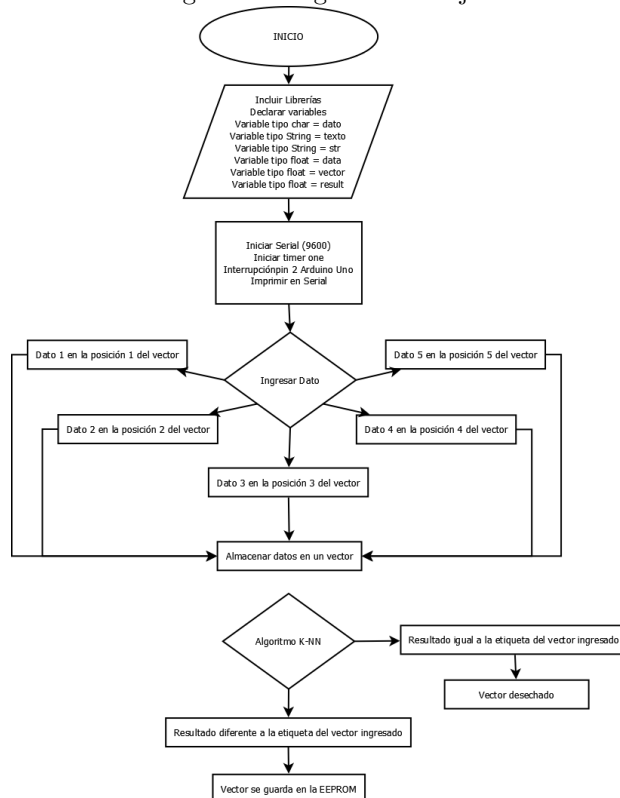 INICIO
Incluir Librerías
Declarar variables
Variable tipo char = dato
Variable tipo String = texto
Variable tipo String = str
Variable tipo float = data
Variable tipo float = vector
Variable tipo float = result
Iniciar Serial (9600)
Iniciar timer one
Interrupciónpin 2 Arduino Uno
Imprimir en Serial
Dato 1 en la posición 1 del vector
Dato 5 en la posición 5 del vector
Ingresar Dato
Dato 2 en la posición 2 del vector
Dato 4 en la posición 4 del vector
Dato 3 en la posición 3 del vector
Almacenar datos en un vector
Algoritmo K-NN
Resultado igual a la etiqueta del vector ingresado
Vector desechado
Resultado diferente a la etiqueta del vector ingresado
Vector se guarda en la EEPROM